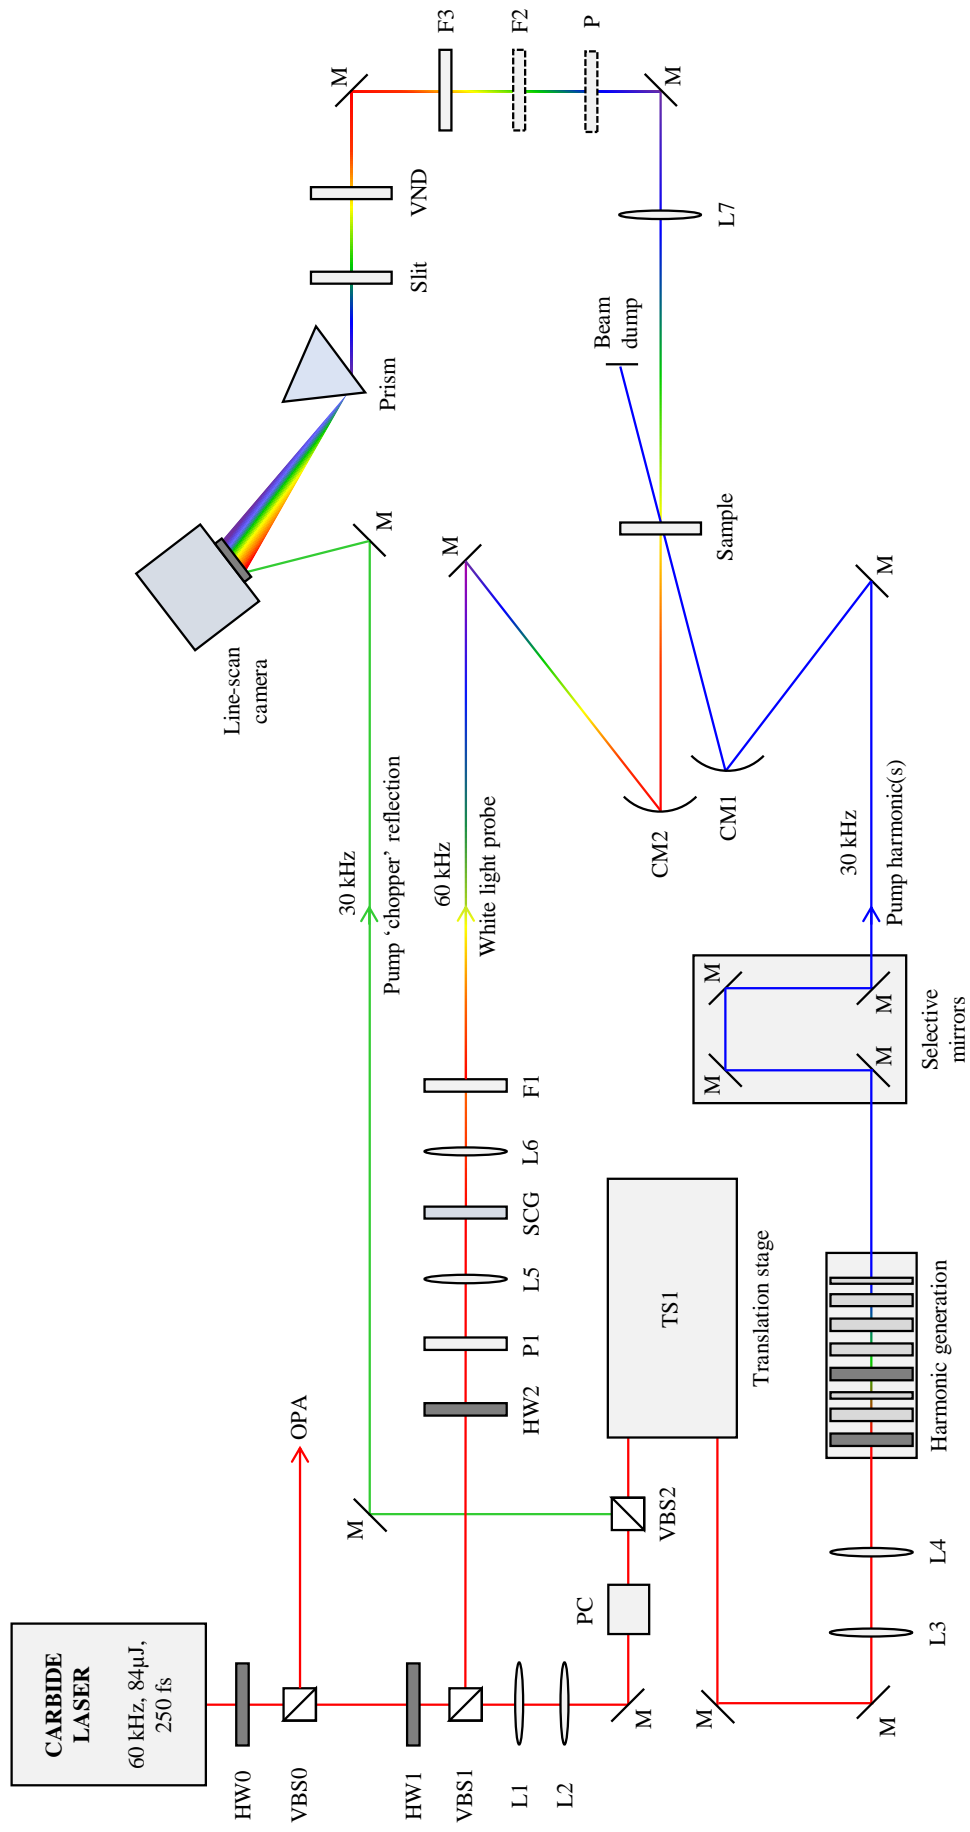 CARBIDE
LASER
60 kHz, 84µJ,
250 fs
HW0
VBS0
OPA
HW1
VBS1
L1
L2
M
PC
VBS2
M
TS1
Translation stage
M
M
L3
L4
Harmonic generation
HW2
P1
L5
SCG
L6
F1
M
M
M
M
Selective
mirrors
30 kHz
Pump ‘chopper’ reflection
60 kHz
White light probe
30 kHz
Pump harmonic(s)
CM2
CM1
M
M
M
Sample
Beam
dump
L7
M
P
F2
F3
M
VND
Slit
Prism
Line-scan
camera